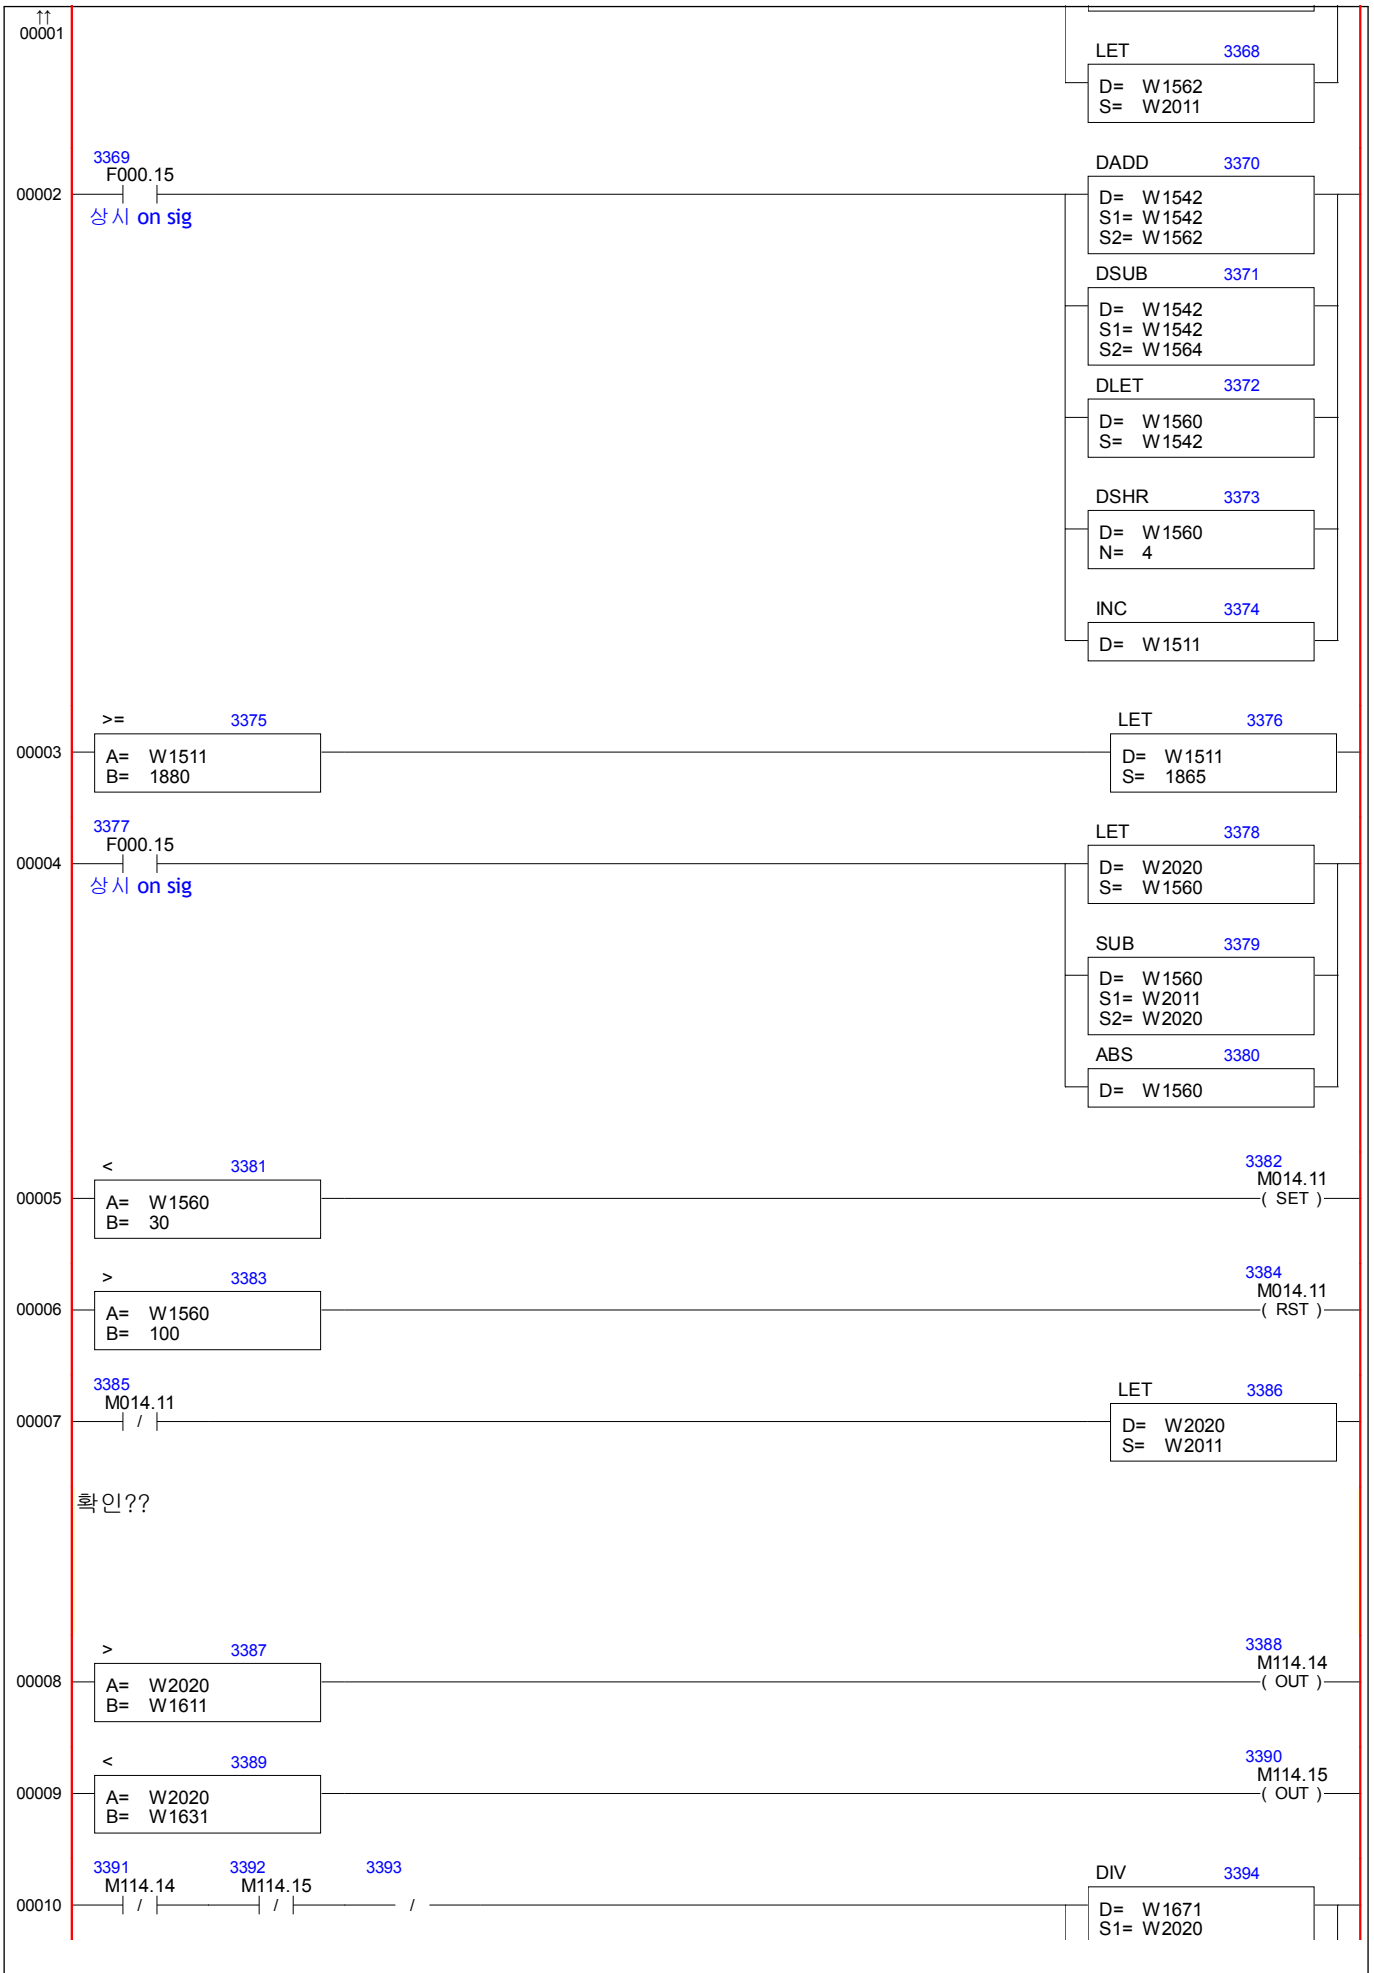 ↑↑
00001
LET 3368
D= W1562
S= W2011
3369
F000.15
00002
상시 on sig
DADD 3370
D= W1542
S1= W1542
S2= W1562
DSUB 3371
D= W1542
S1= W1542
S2= W1564
DLET 3372
D= W1560
S= W1542
DSHR 3373
D= W1560
N= 4
INC 3374
D= W1511
>= 3375
00003
A= W1511
B= 1880
LET 3376
D= W1511
S= 1865
3377
F000.15
00004
상시 on sig
LET 3378
D= W2020
S= W1560
SUB 3379
D= W1560
S1= W2011
S2= W2020
ABS 3380
D= W1560
< 3381
00005
A= W1560
B= 30
3382
M014.11
( SET )
> 3383
00006
A= W1560
B= 100
3384
M014.11
( RST )
3385
M014.11
00007
/
LET 3386
D= W2020
S= W2011
확인??
> 3387
00008
A= W2020
B= W1611
3388
M114.14
( OUT )
< 3389
00009
A= W2020
B= W1631
3390
M114.15
( OUT )
3391 3392 3393
M114.14 M114.15
00010
/ / /
DIV 3394
D= W1671
S1= W2020